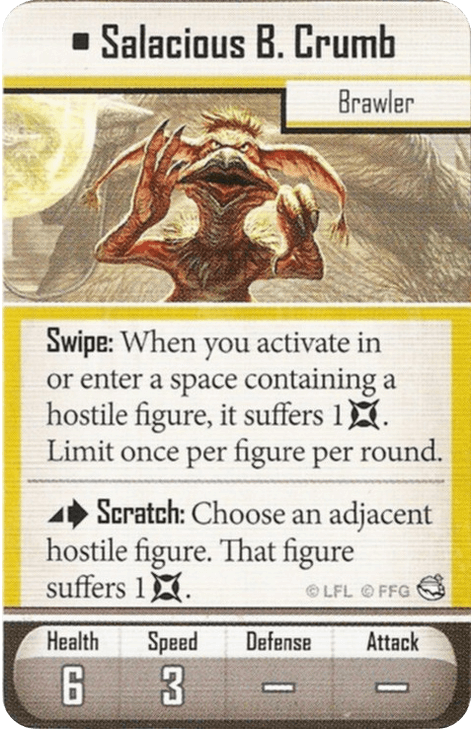 Salacious B. Crumb
Brawler
Swipe: When you activate in
or enter a space containing a
hostile figure, it suffers 1.
Limit once per figure per round.
Scratch: Choose an adjacent
hostile figure. That figure
suffers 1.
© LFL © FFG
Health Speed Defense Attack
6 3 – –